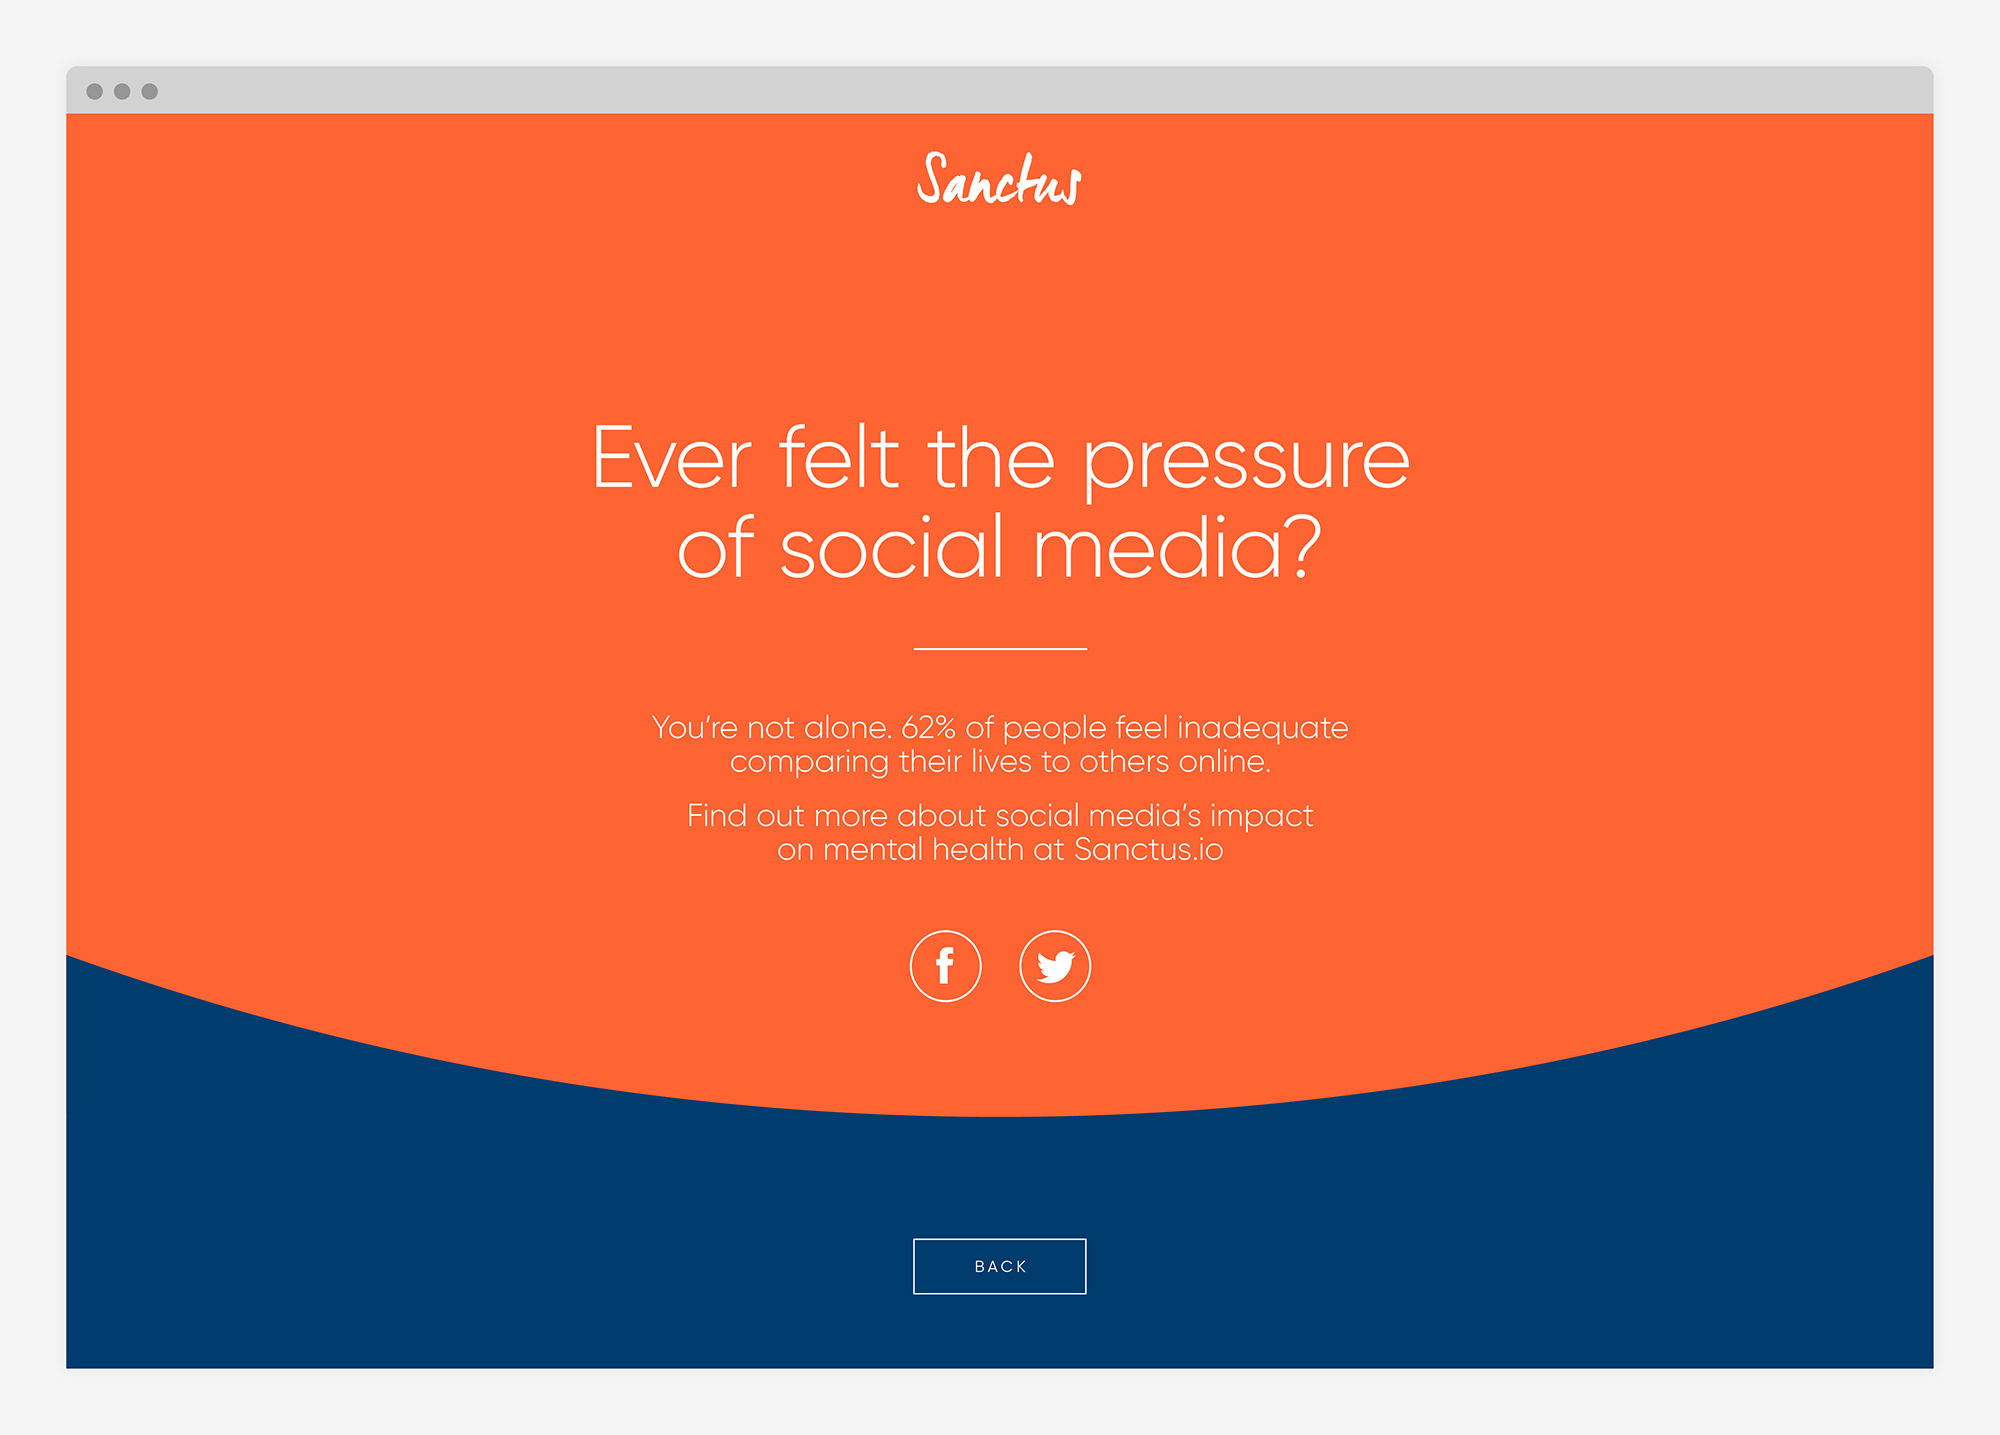 Sanctus
Ever felt the pressure
of social media?
You’re not alone. 62% of people feel inadequate
comparing their lives to others online.
Find out more about social media’s impact
on mental health at Sanctus.io
BACK